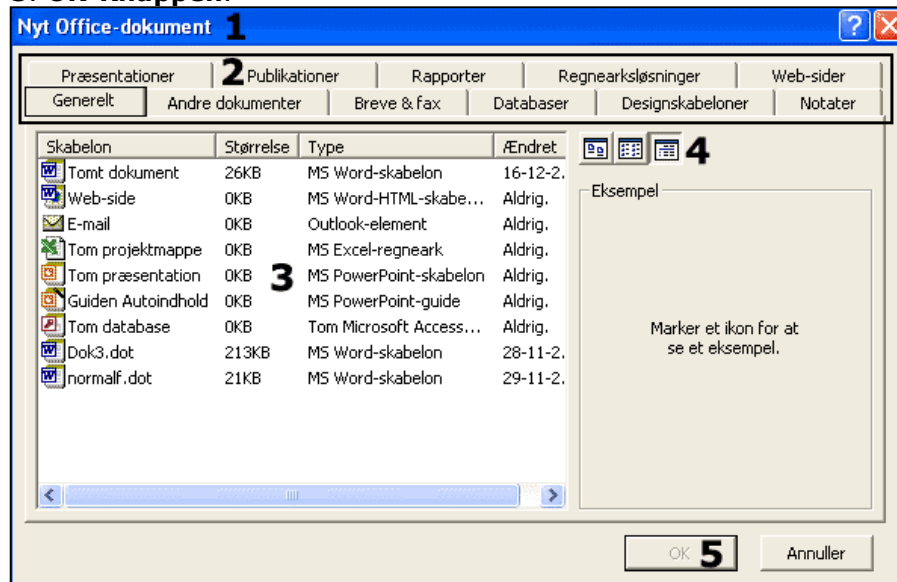 5. OK-Knappen.
Nyt Office-dokument 1
Præsentationer 2 Publikationer Rapporter Regnearksløsninger Web-sider
Generelt Andre dokumenter Breve & fax Databaser Designskabeloner Notater
Skabelon Størrelse Type Ændret 4
Tomt dokument 26KB MS Word-skabelon 16-12-2.
Web-side 0KB MS Word-HTML-skabe... Aldrig.
Eksempel
E-mail 0KB Outlook-element Aldrig.
Tom projektmappe 0KB MS Excel-regneark Aldrig.
Tom præsentation 0KB 3 MS PowerPoint-skabelon Aldrig.
Guiden Autoindhold 0KB MS PowerPoint-guide Aldrig.
Tom database 0KB Tom Microsoft Access... Aldrig.
Dok3.dot 213KB MS Word-skabelon 28-11-2.
normalf.dot 21KB MS Word-skabelon 29-11-2.
Marker et ikon for at
se et eksempel.
OK 5 Annuller